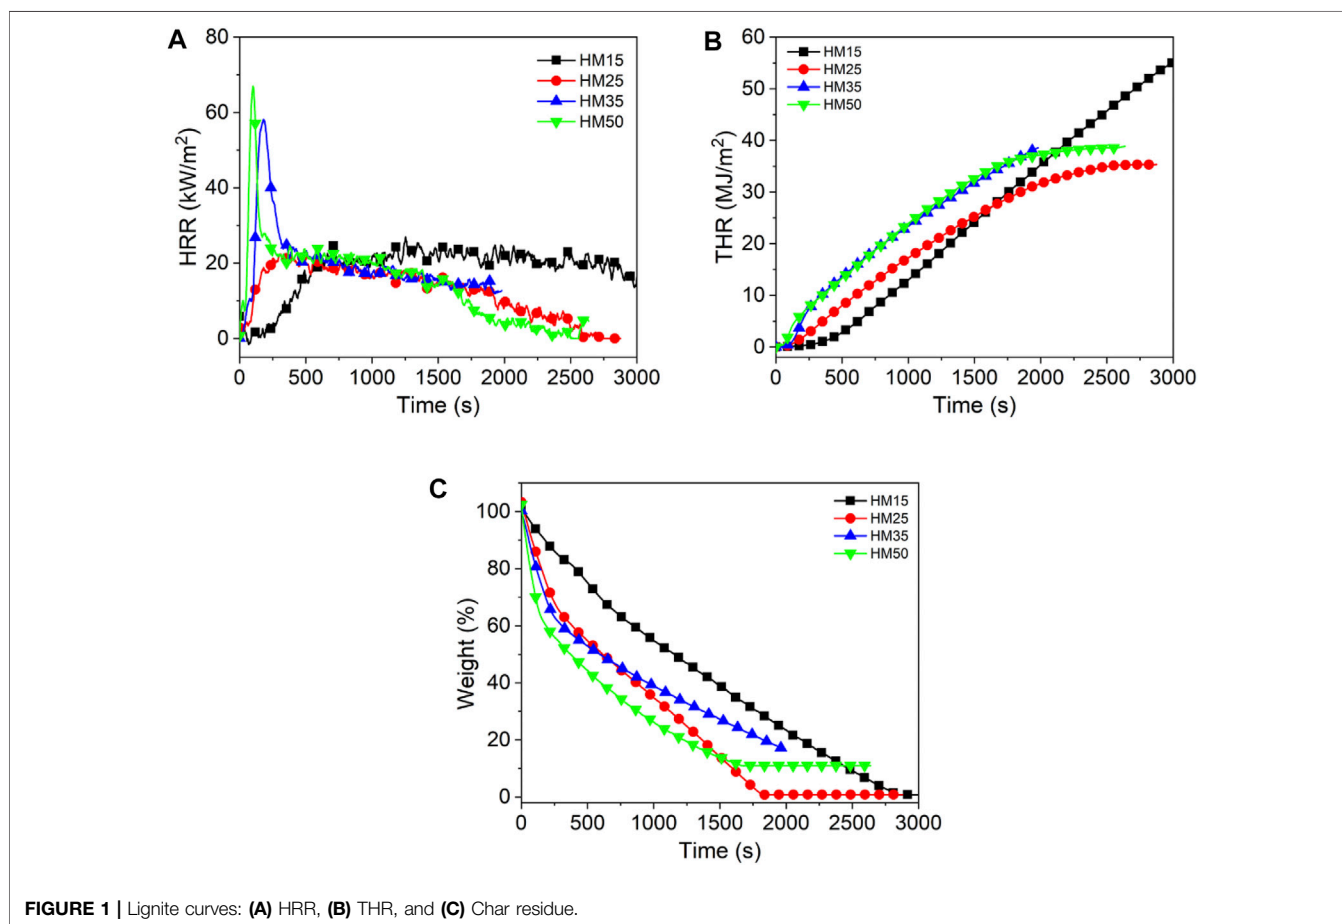 A
80
60
40
20
0
HRR (kW/m²)
HM15
HM25
HM35
HM50
0 500 1000 1500 2000 2500 3000
Time (s)
B
60
50
40
30
20
10
0
THR (MJ/m²)
HM15
HM25
HM35
HM50
0 500 1000 1500 2000 2500 3000
Time (s)
C
100
80
60
40
20
0
Weight (%)
HM15
HM25
HM35
HM50
0 500 1000 1500 2000 2500 3000
Time (s)
FIGURE 1 | Lignite curves: (A) HRR, (B) THR, and (C) Char residue.